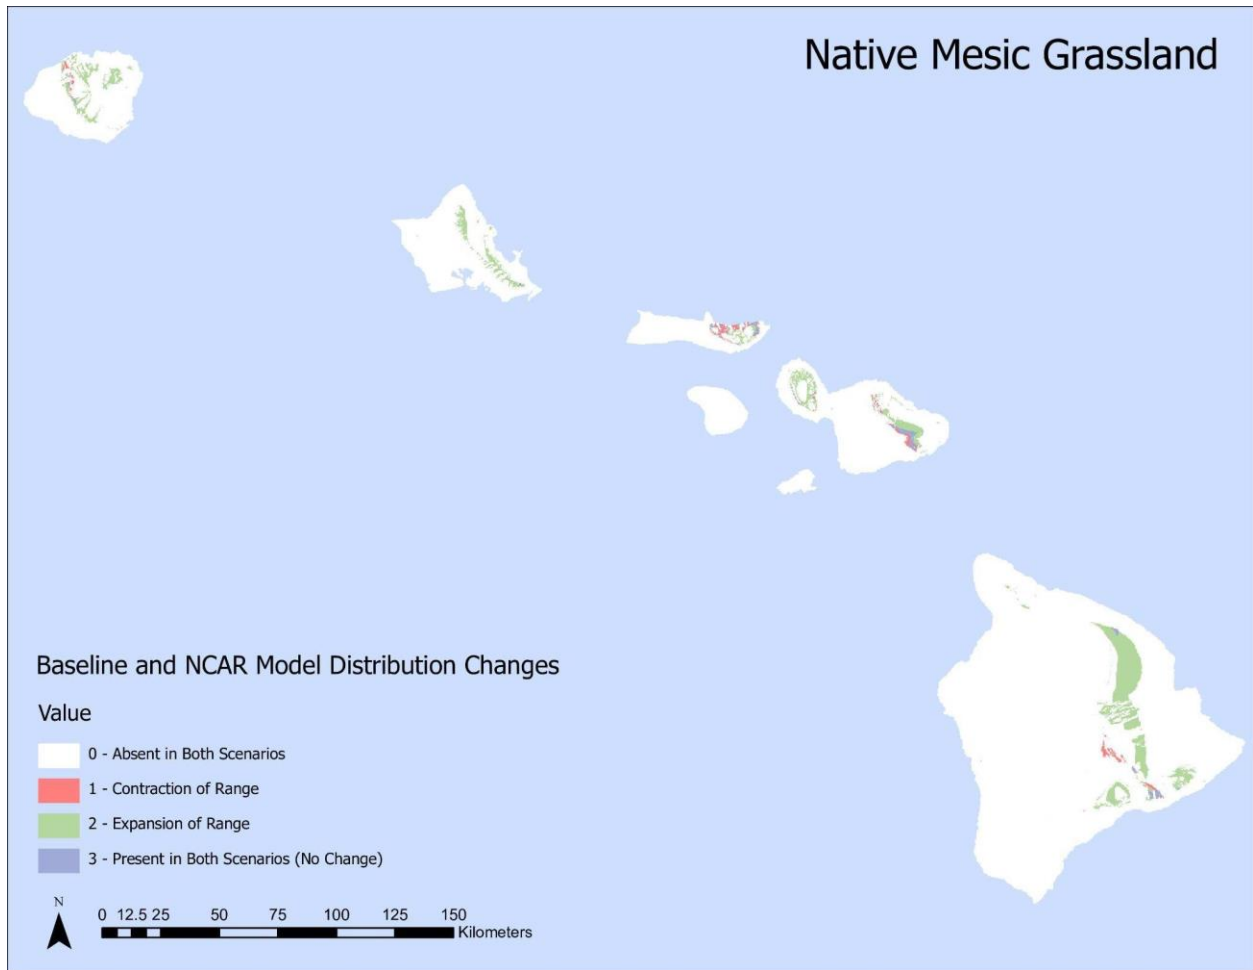 Native Mesic Grassland
Baseline and NCAR Model Distribution Changes
Value
0 - Absent in Both Scenarios
1 - Contraction of Range
2 - Expansion of Range
3 - Present in Both Scenarios (No Change)
N
0 12.5 25 50 75 100 125 150
Kilometers